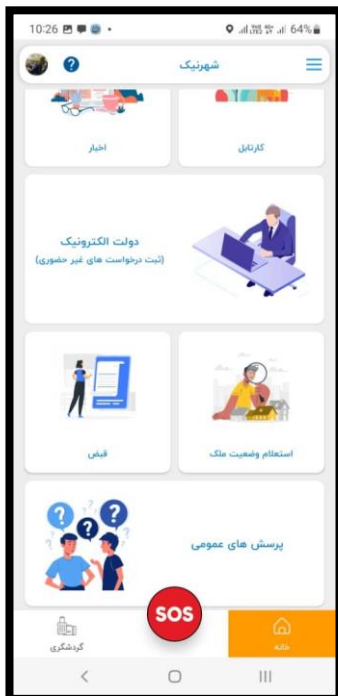 10:26 64%
شهرنیک
?
کارتابل
اخبار
دولت الکترونیک
(ثبت درخواست های غیر حضوری)
استعلام وضعیت ملک
قبض
پرسش های عمومی
? ? ?
SOS
خانه
گردشگری